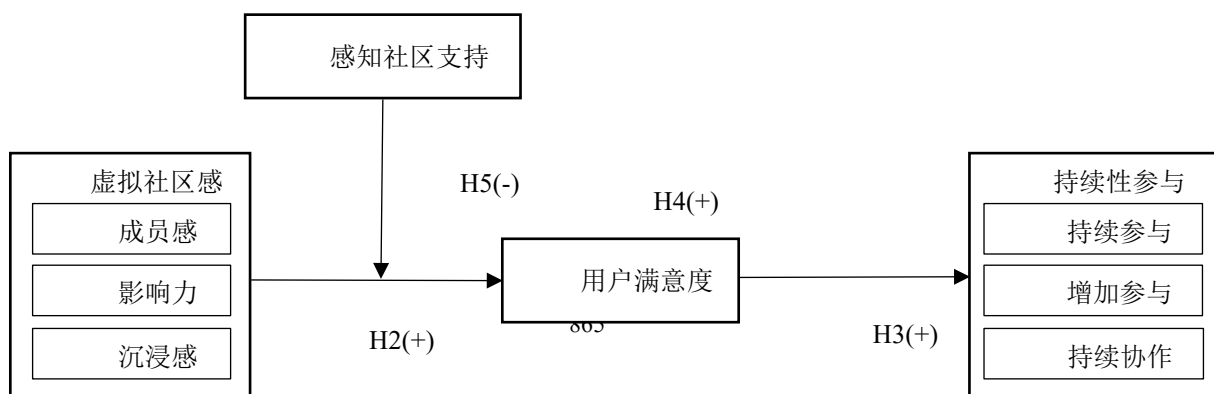 感知社区支持
虚拟社区感
成员感
影响力
沉浸感
H5(-)
H2(+)
H4(+)
用户满意度
865
H3(+)
持续性参与
持续参与
增加参与
持续协作